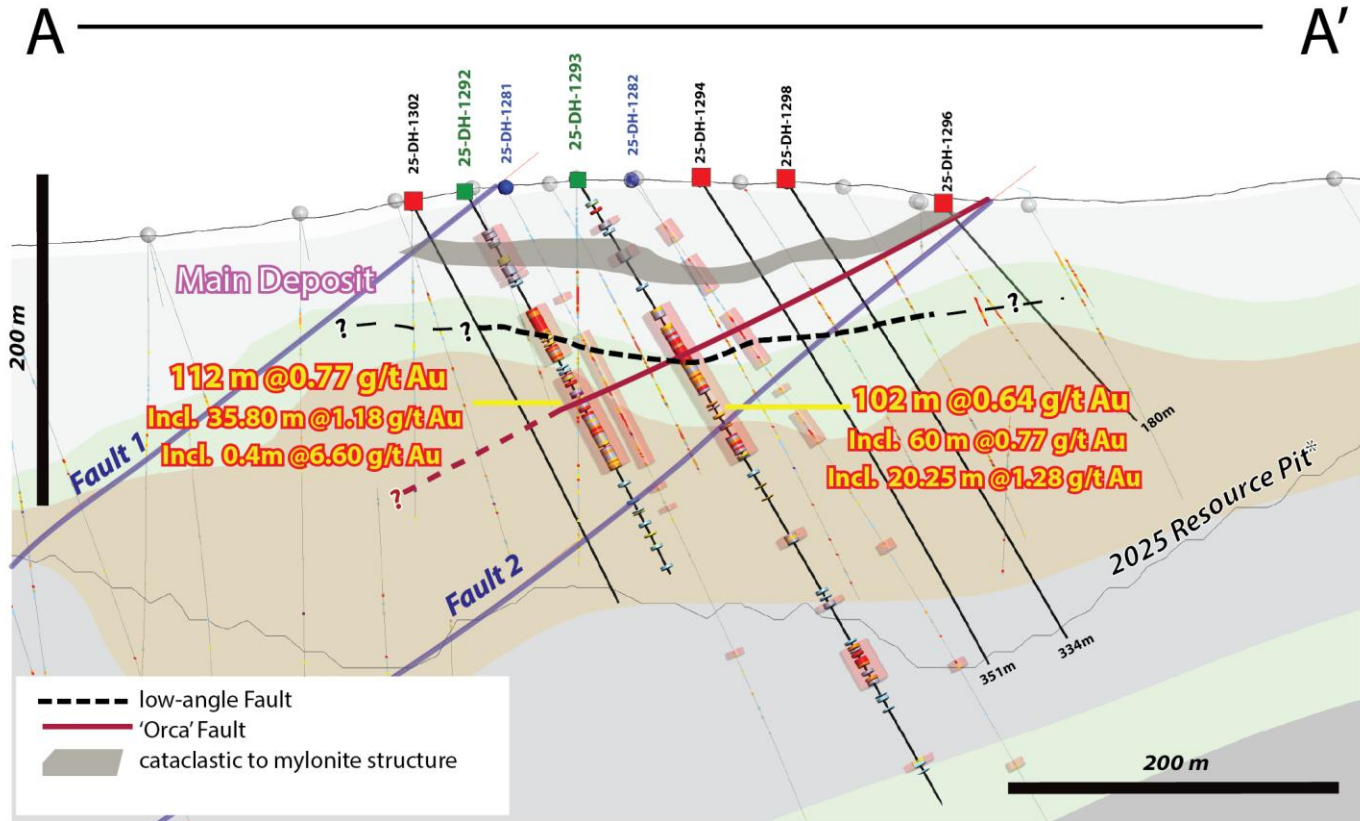 A
A'
25-DH-1302
25-DH-1292
25-DH-1281
25-DH-1293
25-DH-1282
25-DH-1294
25-DH-1298
25-DH-1296
200 m
Main Deposit
?
?
?
112 m @0.77 g/t Au
Incl. 35.80 m @1.18 g/t Au
Incl. 0.4m @6.60 g/t Au
102 m @0.64 g/t Au
Incl. 60 m @0.77 g/t Au
Incl. 20.25 m @1.28 g/t Au
180m
Fault 1
?
Fault 2
2025 Resource Pit*
334m
351m
low-angle Fault
'Orca' Fault
cataclastic to mylonite structure
200 m